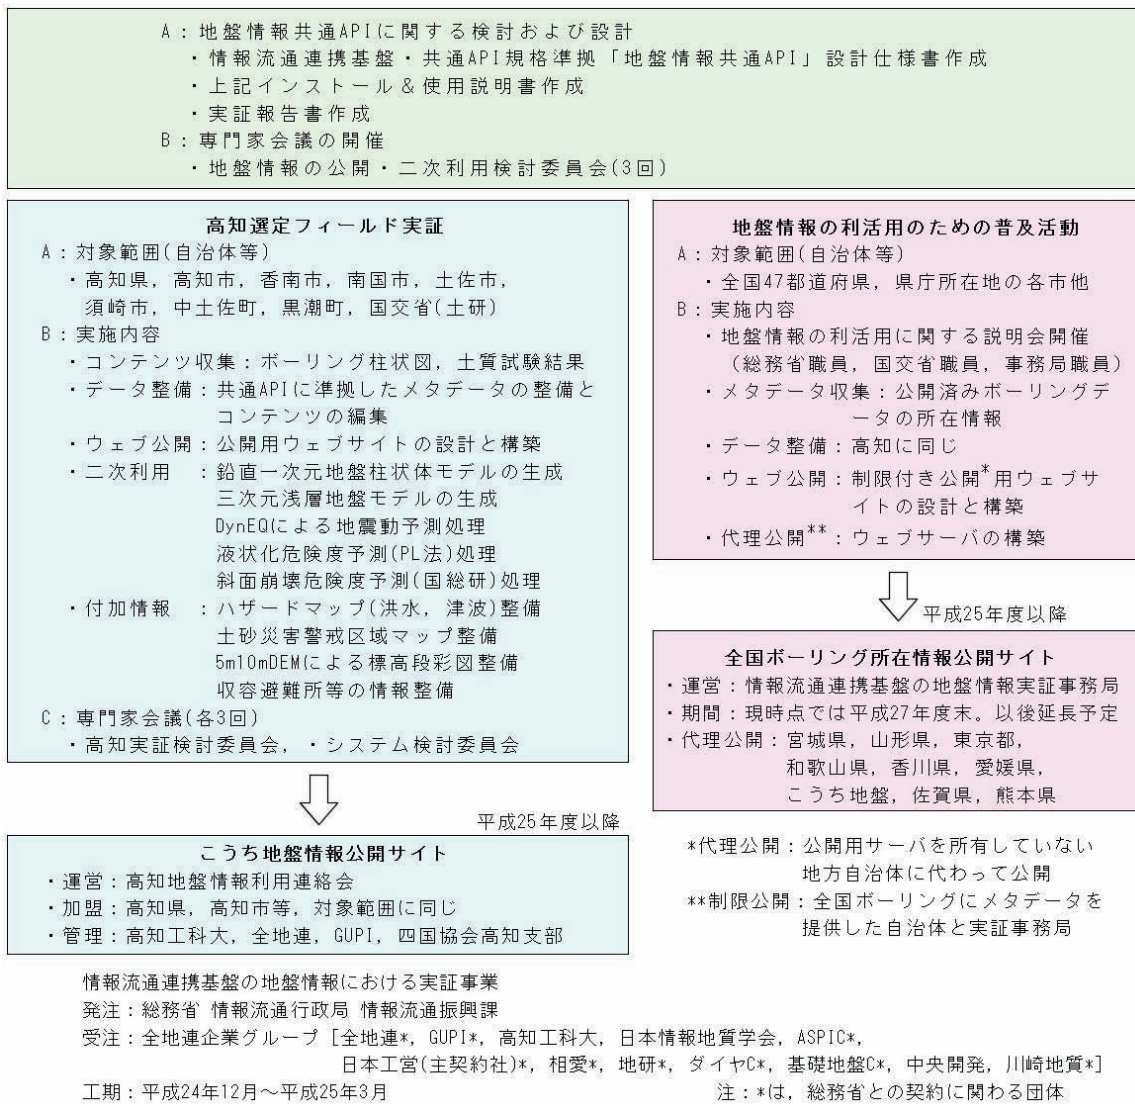 A：地盤情報共通APIに関する検討および設計
・情報流通連携基盤・共通API規格準拠「地盤情報共通API」設計仕様書作成
・上記インストール＆使用説明書作成
・実証報告書作成
B：専門家会議の開催
・地盤情報の公開・二次利用検討委員会(3回)
高知選定フィールド実証
A：対象範囲(自治体等)
・高知県，高知市，香南市，南国市，土佐市，
須崎市，中土佐町，黒潮町，国交省(土研)
B：実施内容
・コンテンツ収集：ボーリング柱状図，土質試験結果
・データ整備：共通APIに準拠したメタデータの整備と
コンテンツの編集
・ウェブ公開：公開用ウェブサイトの設計と構築
・二次利用　：鉛直一次元地盤柱状体モデルの生成
三次元浅層地盤モデルの生成
DynEQによる地震動予測処理
液状化危険度予測(PL法)処理
斜面崩壊危険度予測(国総研)処理
・付加情報　：ハザードマップ(洪水，津波)整備
土砂災害警戒区域マップ整備
5m10mDEMによる標高段彩図整備
収容避難所等の情報整備
C：専門家会議(各3回)
・高知実証検討委員会，・システム検討委員会
平成25年度以降
こうち地盤情報公開サイト
・運営：高知地盤情報利用連絡会
・加盟：高知県，高知市等，対象範囲に同じ
・管理：高知工科大，全地連，GUPI，四国協会高知支部
地盤情報の利活用のための普及活動
A：対象範囲(自治体等)
・全国47都道府県，県庁所在地の各市他
B：実施内容
・地盤情報の利活用に関する説明会開催
（総務省職員，国交省職員，事務局職員）
・メタデータ収集：公開済みボーリングデ
ータの所在情報
・データ整備：高知に同じ
・ウェブ公開：制限付き公開*用ウェブサ
イトの設計と構築
・代理公開**：ウェブサーバの構築
平成25年度以降
全国ボーリング所在情報公開サイト
・運営：情報流通連携基盤の地盤情報実証事務局
・期間：現時点では平成27年度末。以後延長予定
・代理公開：宮城県，山形県，東京都，
和歌山県，香川県，愛媛県，
こうち地盤，佐賀県，熊本県
*代理公開：公開用サーバを所有していない
地方自治体に代わって公開
**制限公開：全国ボーリングにメタデータを
提供した自治体と実証事務局
情報流通連携基盤の地盤情報における実証事業
発注：総務省 情報流通行政局 情報流通振興課
受注：全地連企業グループ［全地連*，GUPI*，高知工科大，日本情報地質学会，ASPIC*，
日本工営(主契約社)*，相愛*，地研*，ダイヤC*，基礎地盤C*，中央開発，川崎地質*］
工期：平成24年12月～平成25年3月
注：*は，総務省との契約に関わる団体